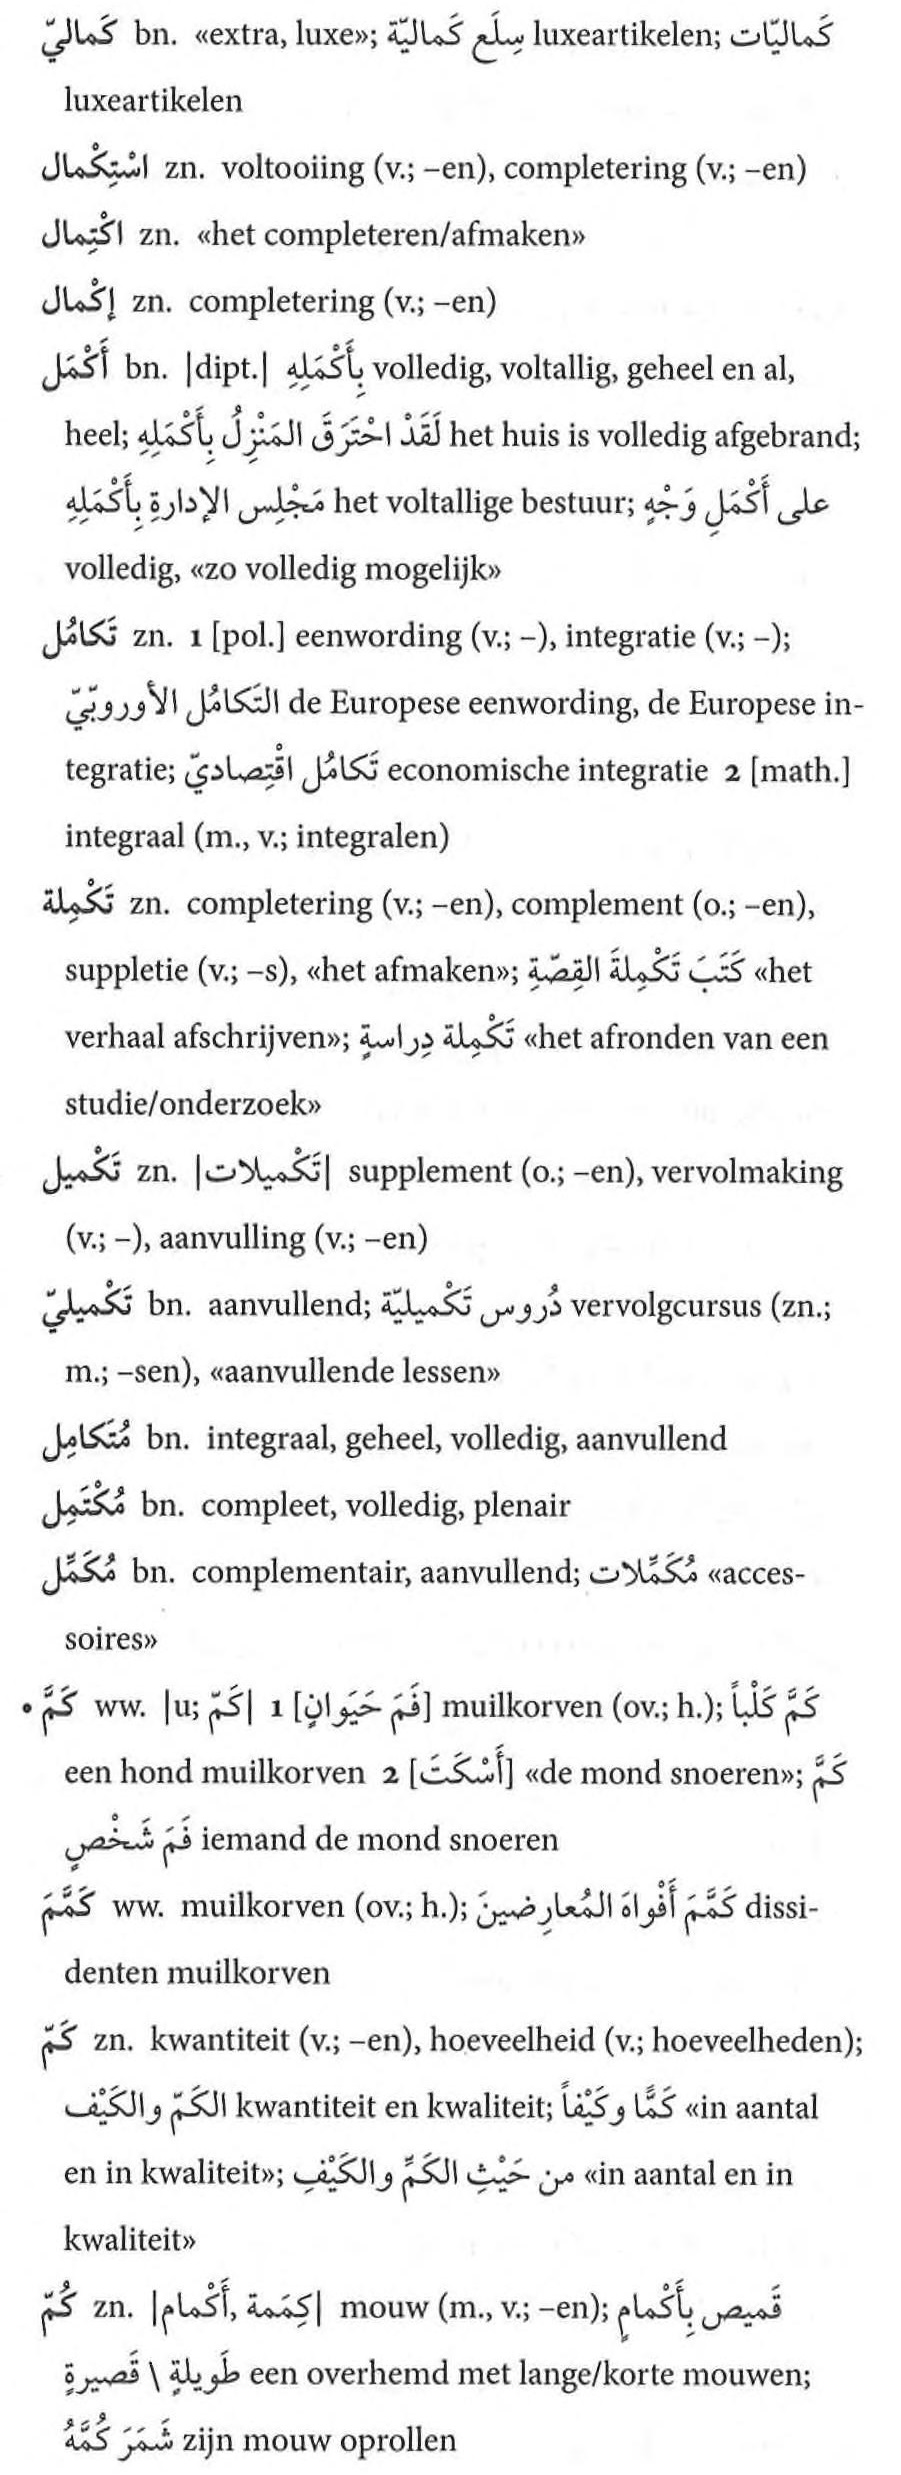 كَماليّ bn. «extra, luxe»; سِلَع كَماليّة luxeartikelen; كَماليّات
luxeartikelen
اسْتِكْمال zn. voltooiing (v.; –en), completering (v.; –en)
اكْتِمال zn. «het completeren/afmaken»
إكْمال zn. completering (v.; –en)
أَكْمَل bn. |dipt.| بِأَكْمَلِهِ volledig, voltallig, geheel en al,
heel; لَقَدْ احْتَرَقَ المَنْزِلُ بِأَكْمَلِهِ het huis is volledig afgebrand;
مَجْلِس الإدارةِ بِأَكْمَلِهِ het voltallige bestuur; على أَكْمَلِ وَجْهٍ
volledig, «zo volledig mogelijk»
تَكامُل zn. 1 [pol.] eenwording (v.; –), integratie (v.; –);
التَكامُل الأوروبّيّ de Europese eenwording, de Europese in-
tegratie; تَكامُل اقْتِصاديّ economische integratie 2 [math.]
integraal (m., v.; integralen)
تَكْمِلة zn. completering (v.; –en), complement (o.; –en),
suppletie (v.; –s), «het afmaken»; كَتَبَ تَكْمِلةَ القِصّةِ «het
verhaal afschrijven»; تَكْمِلة دِراسةٍ «het afronden van een
studie/onderzoek»
تَكْميل zn. |تَكْميلات| supplement (o.; –en), vervolmaking
(v.; –), aanvulling (v.; –en)
تَكْميليّ bn. aanvullend; دُروس تَكْميليّة vervolgcursus (zn.;
m.; –sen), «aanvullende lessen»
مُتَكامِل bn. integraal, geheel, volledig, aanvullend
مُكْتَمِل bn. compleet, volledig, plenair
مُكَمِّل bn. complementair, aanvullend; مُكَمِّلات «acces-
soires»
• كَمَّ ww. |u; كَمّ| 1 [فَمَ حَيَوانٍ] muilkorven (ov.; h.); كَمَّ كَلْباً
een hond muilkorven 2 [أَسْكَتَ] «de mond snoeren»; كَمَّ
فَمَ شَخْصٍ iemand de mond snoeren
كَمَّمَ ww. muilkorven (ov.; h.); كَمَّمَ أَفْواهَ المُعارِضينَ dissi-
denten muilkorven
كَمّ zn. kwantiteit (v.; –en), hoeveelheid (v.; hoeveelheden);
الكَمّ والكَيْف kwantiteit en kwaliteit; كَمًّا وكَيْفاً «in aantal
en in kwaliteit»; من حَيْثِ الكَمِّ والكَيْفِ «in aantal en in
kwaliteit»
كُمّ zn. |أَكْمام, كِمَمة| mouw (m., v.; –en); قَميص بِأَكْمامٍ
طَويلةٍ \ قَصيرةٍ een overhemd met lange/korte mouwen;
شَمَرَ كُمَّهُ zijn mouw oprollen